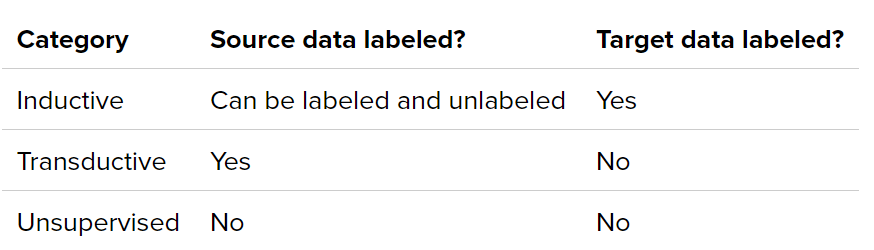 Category Source data labeled? Target data labeled?
Inductive Can be labeled and unlabeled Yes
Transductive Yes No
Unsupervised No No